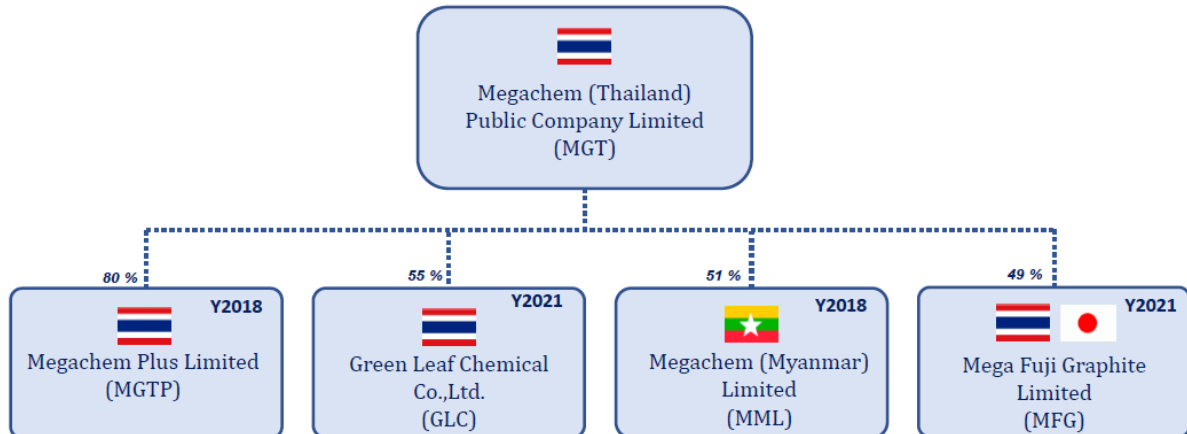 Megachem (Thailand)
Public Company Limited
(MGT)
80 %
55 %
51 %
49 %
Y2018
Megachem Plus Limited
(MGTP)
Y2021
Green Leaf Chemical
Co.,Ltd.
(GLC)
Y2018
Megachem (Myanmar)
Limited
(MML)
Y2021
Mega Fuji Graphite
Limited
(MFG)